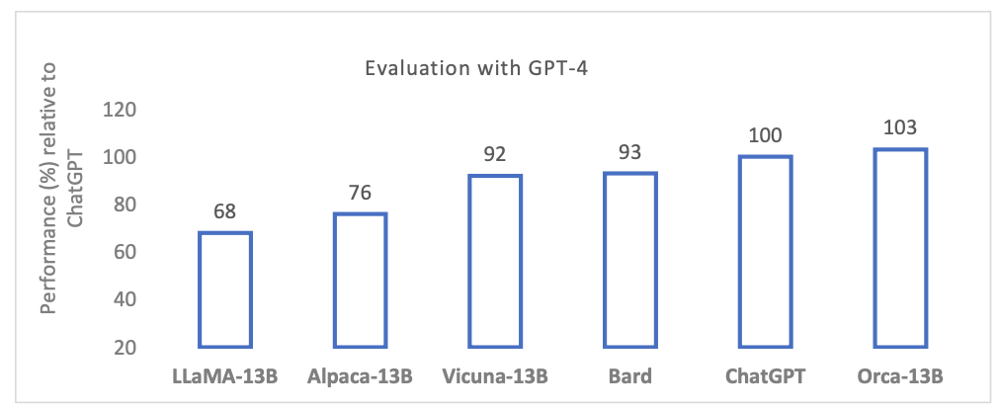 Evaluation with GPT-4
Performance (%) relative to
ChatGPT
120
100
80
60
40
20
68
76
92
93
100
103
LLaMA-13B
Alpaca-13B
Vicuna-13B
Bard
ChatGPT
Orca-13B